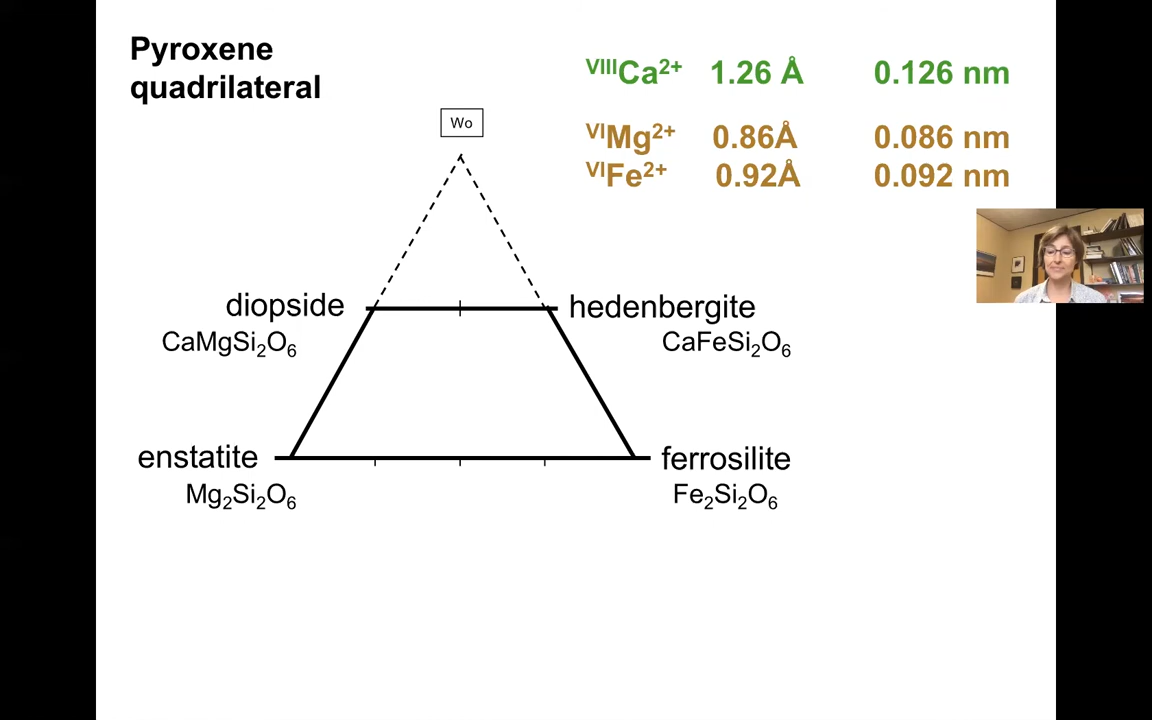 Pyroxene
quadrilateral
VIIICa2+ 1.26 Å 0.126 nm
VIMg2+ 0.86Å 0.086 nm
VIFe2+ 0.92Å 0.092 nm
Wo
diopside
CaMgSi2O6
hedenbergite
CaFeSi2O6
enstatite
Mg2Si2O6
ferrosilite
Fe2Si2O6